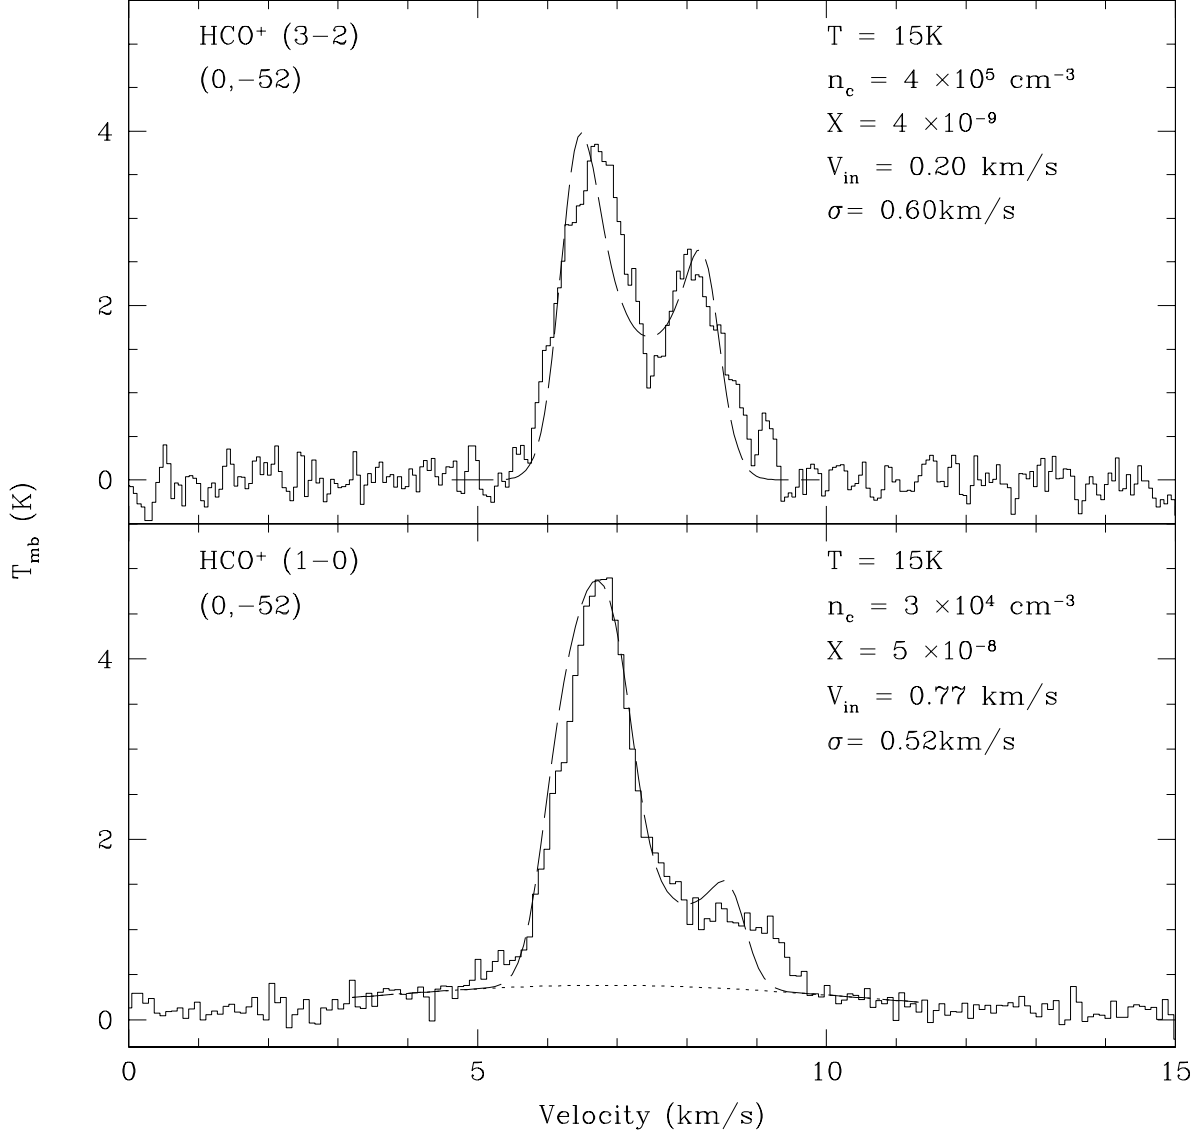 HCO⁺ (3−2)
(0,−52)
T = 15K
n_c = 4 ×10⁵ cm⁻³
X = 4 ×10⁻⁹
V_in = 0.20 km/s
σ= 0.60km/s
4
2
0
T_mb (K)
HCO⁺ (1−0)
(0,−52)
T = 15K
n_c = 3 ×10⁴ cm⁻³
X = 5 ×10⁻⁸
V_in = 0.77 km/s
σ= 0.52km/s
4
2
0
0 5 10 15
Velocity (km/s)